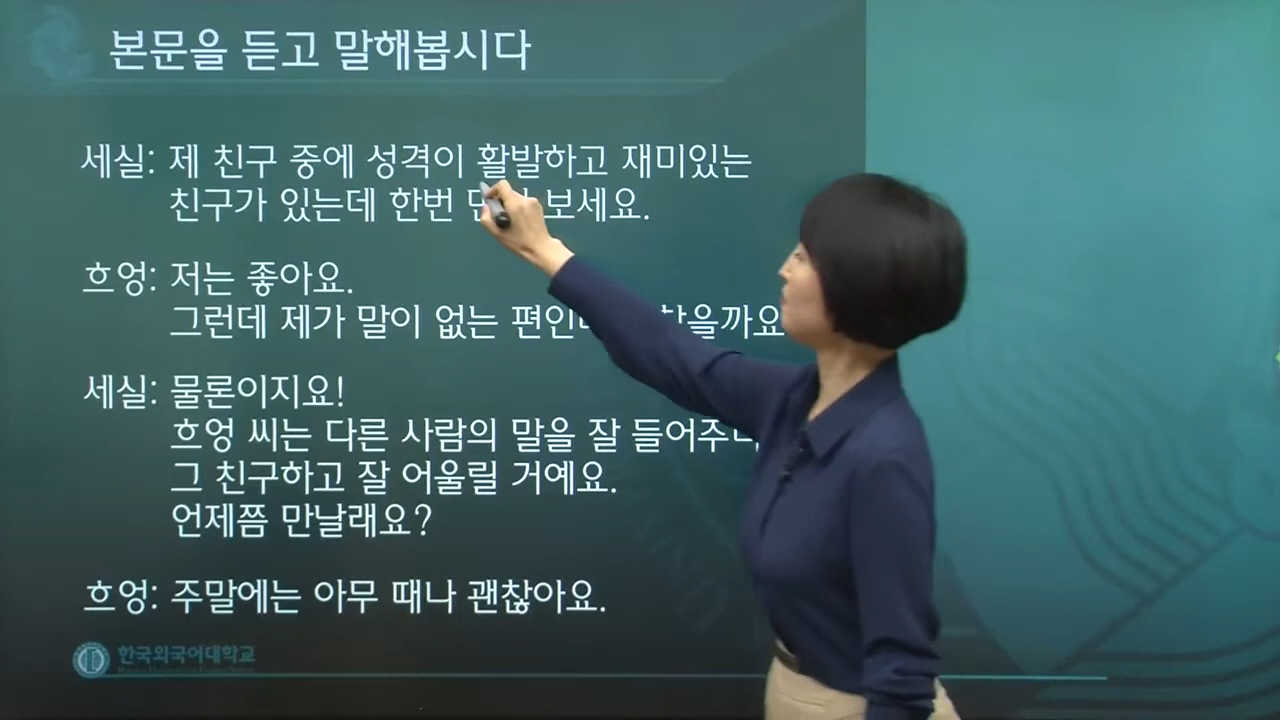 본문을 듣고 말해봅시다
세실: 제 친구 중에 성격이 활발하고 재미있는
친구가 있는데 한번 보세요.
흐엉: 저는 좋아요.
그런데 제가 말이 없는
세실: 물론이지요!
흐엉 씨는 다른 사람의 말을 잘
그 친구하고 잘 어울릴 거예요.
언제쯤 만날래요?
흐엉: 주말에는 아무 때나 괜찮아요.
한국외국어대학교